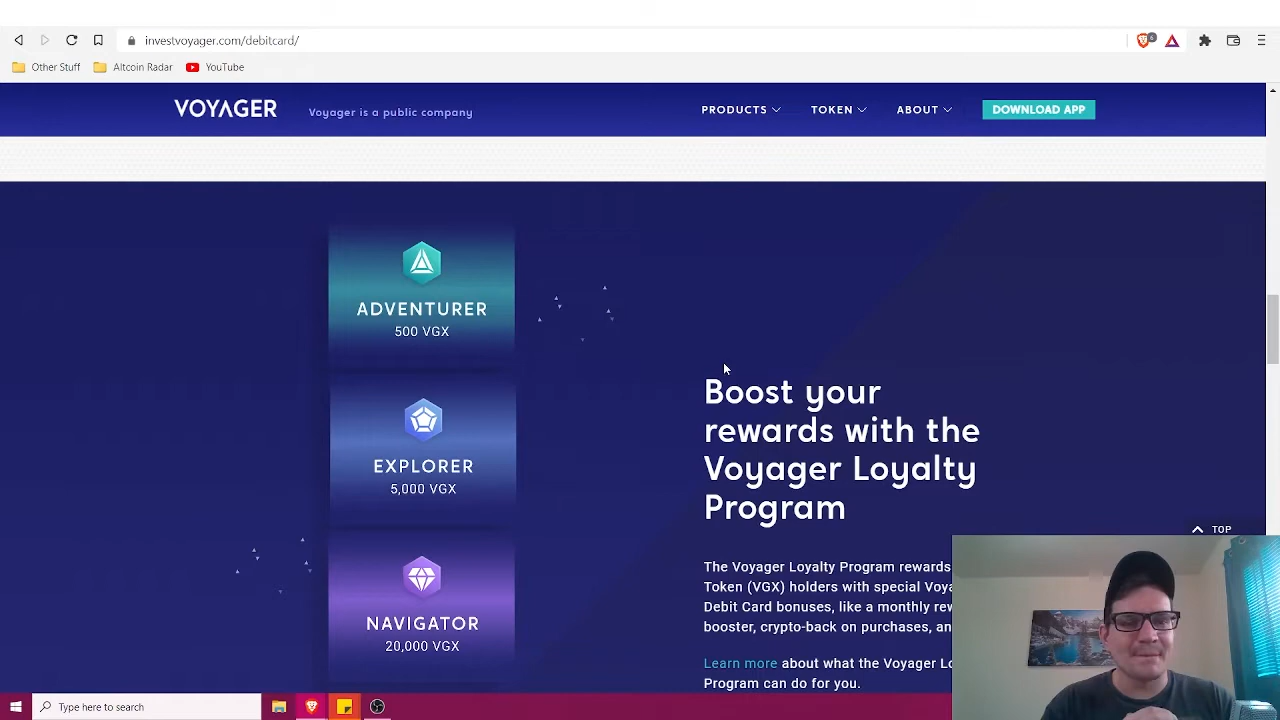 investvoyager.com/debitcard/
6
Other Stuff
Altcoin Radar
YouTube
VOYAGER
Voyager is a public company
PRODUCTS
TOKEN
ABOUT
DOWNLOAD APP
ADVENTURER
500 VGX
EXPLORER
5,000 VGX
NAVIGATOR
20,000 VGX
Boost your
rewards with the
Voyager Loyalty
Program
TOP
The Voyager Loyalty Program rewards
Token (VGX) holders with special
Debit Card bonuses, like a monthly
booster, crypto-back on purchases,
Learn more about what the Voyager
Program can do for you.
Type here to search